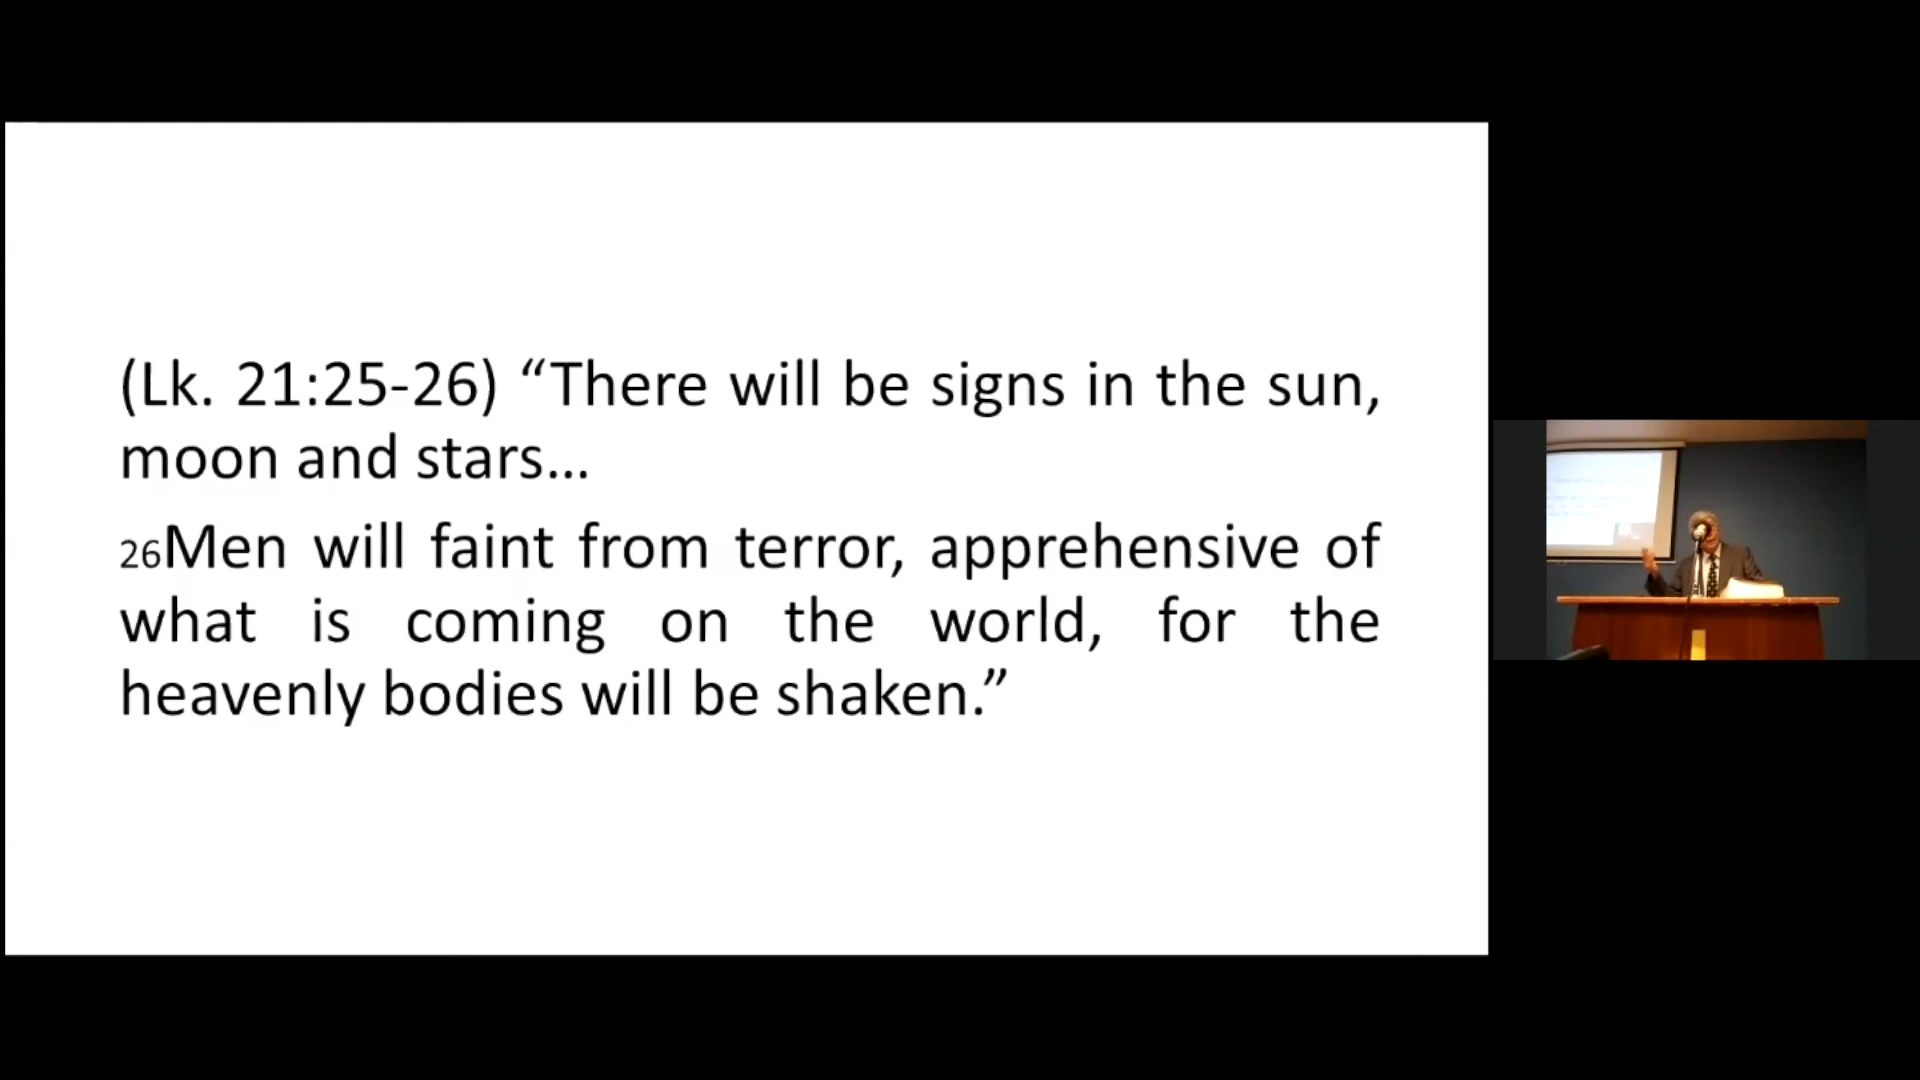 (Lk. 21:25-26) “There will be signs in the sun,
moon and stars...
26Men will faint from terror, apprehensive of
what is coming on the world, for the
heavenly bodies will be shaken.”